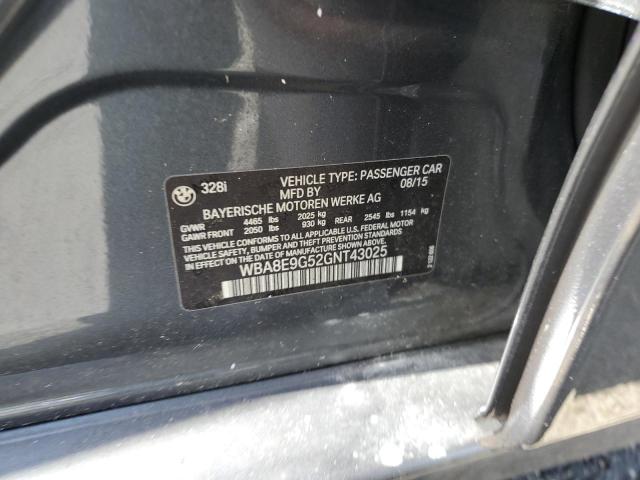 328i VEHICLE TYPE: PASSENGER CAR
MFD BY 08/15
BAYERISCHE MOTOREN WERKE AG
GVWR 4465 lbs 2025 kg
GAWR FRONT 2050 lbs 930 kg REAR 2545 lbs 1154 kg
THIS VEHICLE CONFORMS TO ALL APPLICABLE U.S. FEDERAL MOTOR
VEHICLE SAFETY, BUMPER AND THEFT PREVENTION STANDARDS
IN EFFECT ON THE DATE OF MANUFACTURE SHOWN ABOVE.
WBA8E9G52GNT43025